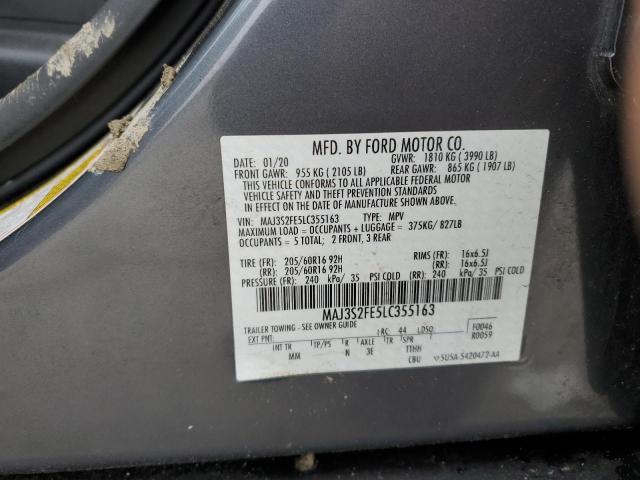 MFD. BY FORD MOTOR CO.
DATE: 01/20 GVWR: 1810 KG ( 3990 LB)
FRONT GAWR: 955 KG ( 2105 LB) REAR GAWR: 865 KG ( 1907 LB)
THIS VEHICLE CONFORMS TO ALL APPLICABLE FEDERAL MOTOR
VEHICLE SAFETY AND THEFT PREVENTION STANDARDS
IN EFFECT ON THE DATE OF MANUFACTURE SHOWN ABOVE.
VIN: MAJ3S2FE5LC355163 TYPE: MPV
MAXIMUM LOAD = OCCUPANTS + LUGGAGE = 375KG/ 827LB
OCCUPANTS = 5 TOTAL; 2 FRONT, 3 REAR
TIRE (FR): 205/60R16 92H RIMS (FR): 16x6.5J
(RR): 205/60R16 92H (RR): 16x6.5J
PRESSURE (FR): 240 kPa/ 35 PSI COLD (RR): 240 kPa/ 35 PSI COLD
MAJ3S2FE5LC355163
TRAILER TOWING - SEE OWNER GUIDE
EXT PNT: RC: 44 DSO: F0046
INT TR TP/PS R AXLE TR SPR R0059
MM N 3E TTHH
CBU 5USA-S420472-AA